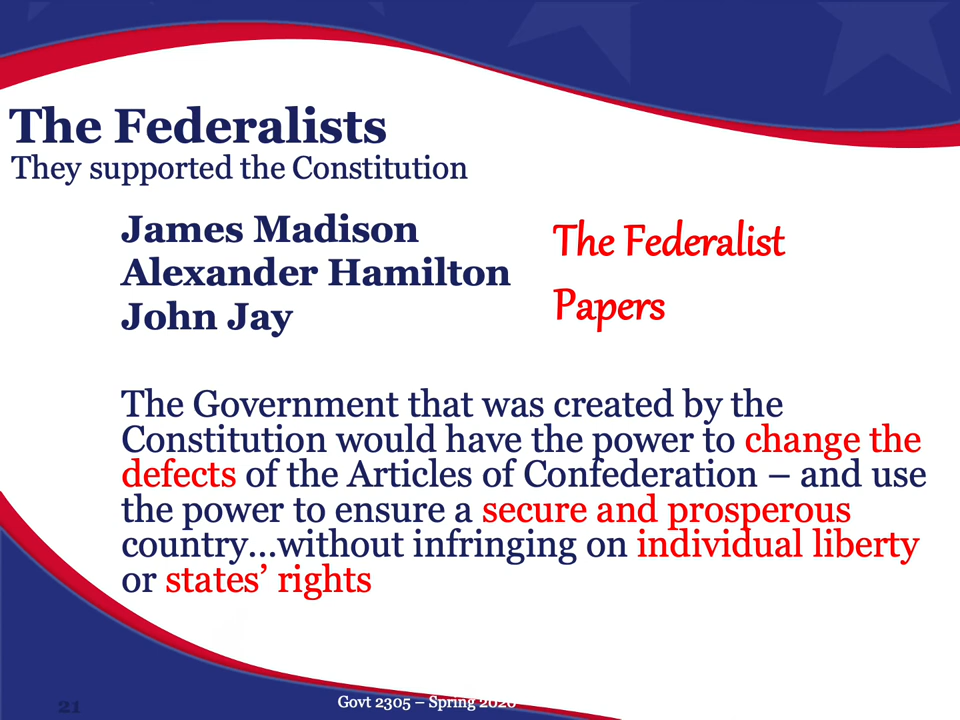 The Federalists
They supported the Constitution
James Madison
Alexander Hamilton
John Jay
The Federalist
Papers
The Government that was created by the
Constitution would have the power to change the
defects of the Articles of Confederation – and use
the power to ensure a secure and prosperous
country…without infringing on individual liberty
or states’ rights
21
Govt 2305 – Spring 2020